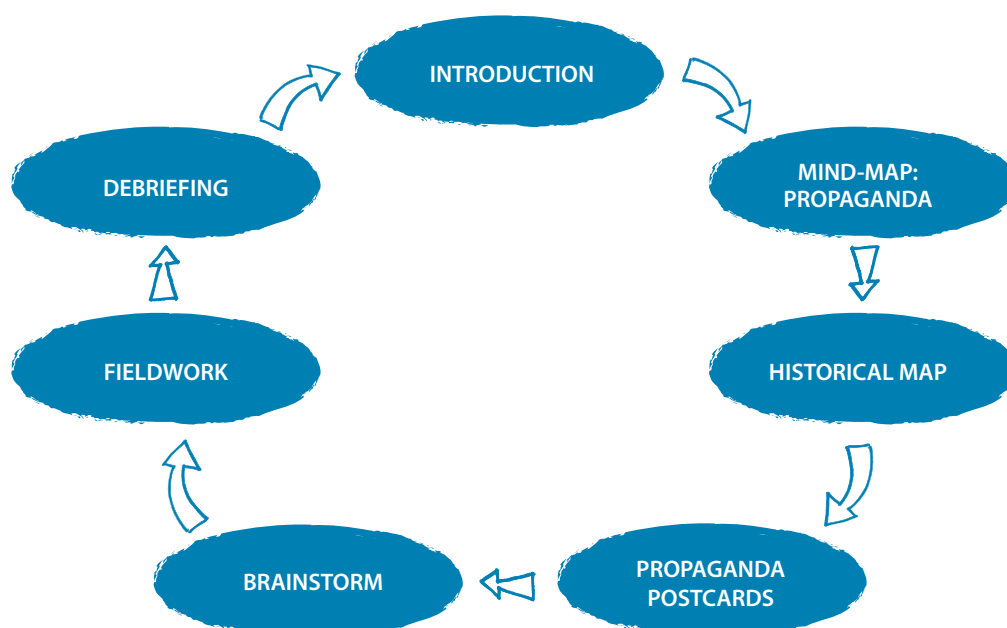 INTRODUCTION
MIND-MAP:
PROPAGANDA
HISTORICAL MAP
PROPAGANDA
POSTCARDS
BRAINSTORM
FIELDWORK
DEBRIEFING